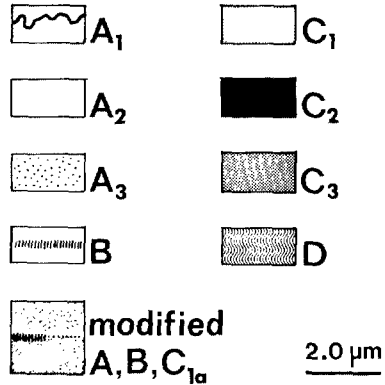 A₁ C₁
A₂ C₂
A₃ C₃
B D
modified
A,B,C₁ₐ
2.0 µm